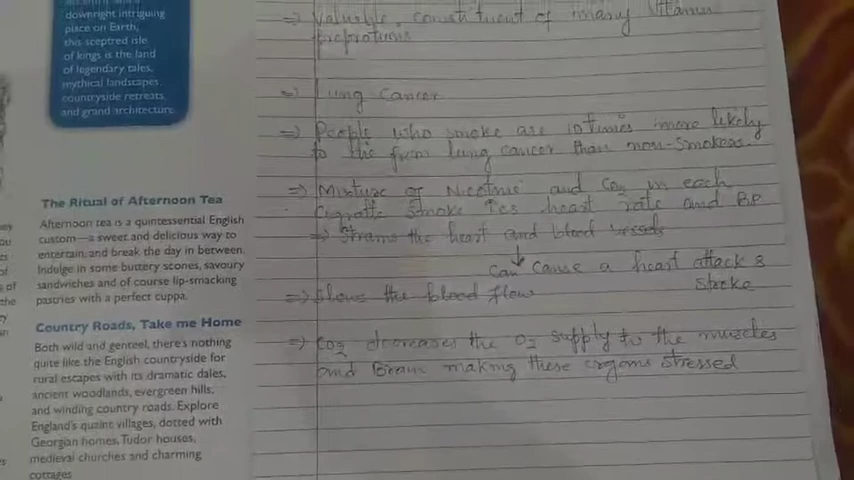 downright intriguing
place on Earth,
this sceptred isle
of kings is the land
of legendary tales,
mythical landscapes,
countryside retreats
and grand architecture.
The Ritual of Afternoon Tea
Afternoon tea is a quintessential English
custom—a sweet and delicious way to
entertain, and break the day in between.
Indulge in some buttery scones, savoury
sandwiches and of course lip-smacking
pastries with a perfect cuppa.
Country Roads, Take me Home
Both wild and genteel, there's nothing
quite like the English countryside for
rural escapes with its dramatic dales,
ancient woodlands, evergreen hills,
and winding country roads. Explore
England's quaint villages, dotted with
Georgian homes, Tudor houses,
medieval churches and charming
cottages
⇒ Valuable constituent of many
⇒ Lung cancer
⇒ People who smoke are more likely
to from lung cancer than non-smokers.
⇒ Mixture of and in each
smoke ↑es heart rate and B.P
⇒ Strains the heart and blood vessels
↓
can cause a heart attack &
stroke
⇒ Slows the blood flow
⇒ CO2 decreases the O2 supply to the muscles
and Brain making these organs stressed